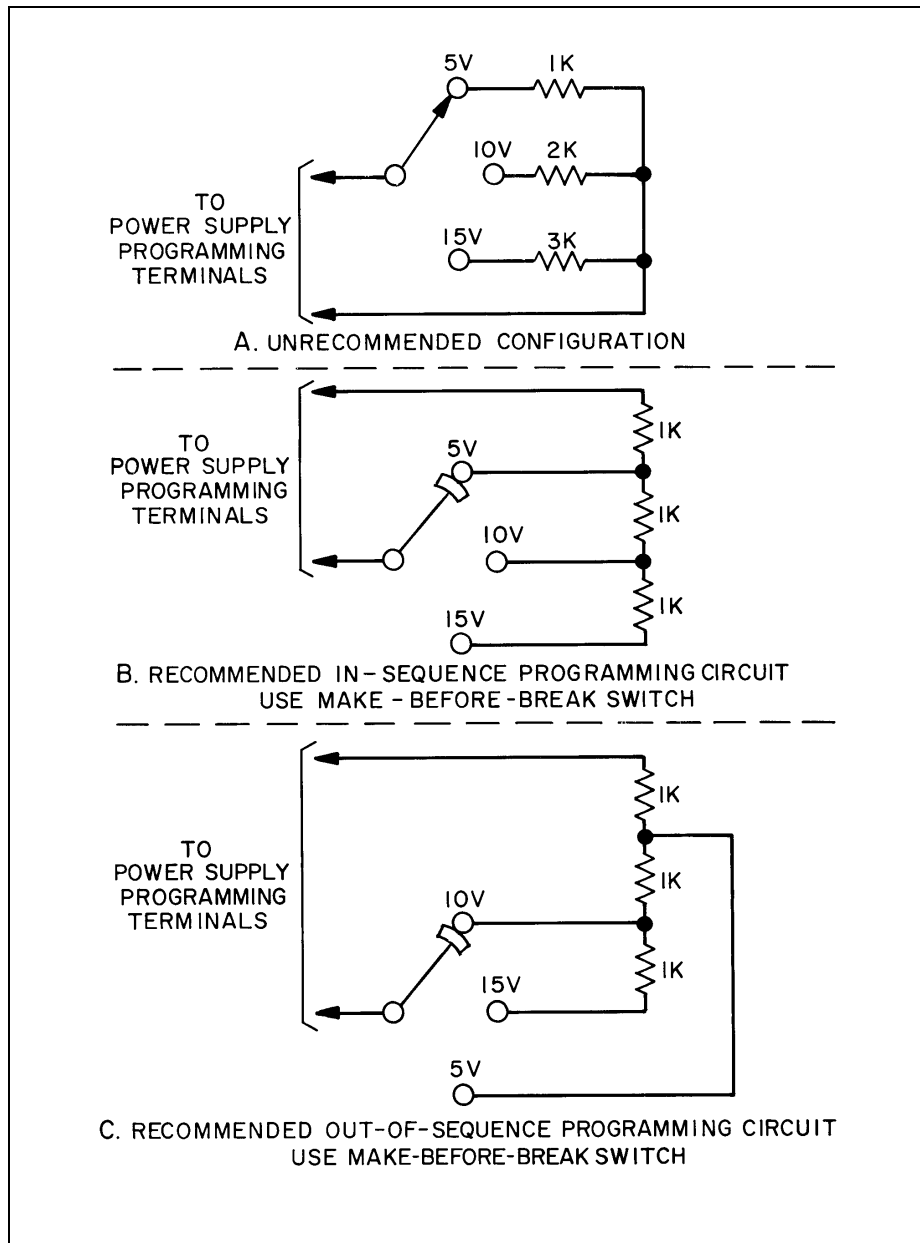 5V
1K
10V
2K
15V
3K
TO
POWER SUPPLY
PROGRAMMING
TERMINALS
A. UNRECOMMENDED CONFIGURATION
1K
TO
POWER SUPPLY
PROGRAMMING
TERMINALS
5V
1K
10V
1K
15V
B. RECOMMENDED IN-SEQUENCE PROGRAMMING CIRCUIT
USE MAKE-BEFORE-BREAK SWITCH
1K
TO
POWER SUPPLY
PROGRAMMING
TERMINALS
1K
10V
1K
15V
5V
C. RECOMMENDED OUT-OF-SEQUENCE PROGRAMMING CIRCUIT
USE MAKE-BEFORE-BREAK SWITCH